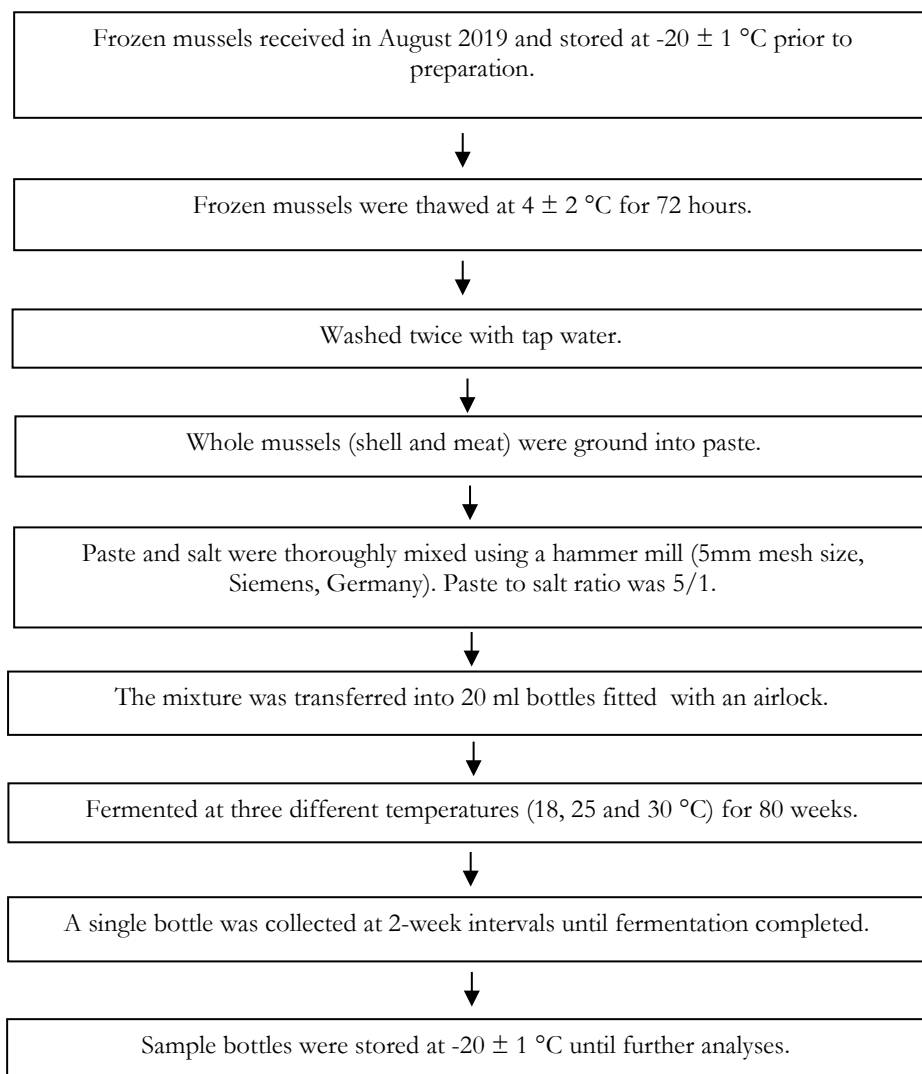 Frozen mussels received in August 2019 and stored at -20 ± 1 °C prior to
preparation.
Frozen mussels were thawed at 4 ± 2 °C for 72 hours.
Washed twice with tap water.
Whole mussels (shell and meat) were ground into paste.
Paste and salt were thoroughly mixed using a hammer mill (5mm mesh size,
Siemens, Germany). Paste to salt ratio was 5/1.
The mixture was transferred into 20 ml bottles fitted with an airlock.
Fermented at three different temperatures (18, 25 and 30 °C) for 80 weeks.
A single bottle was collected at 2-week intervals until fermentation completed.
Sample bottles were stored at -20 ± 1 °C until further analyses.